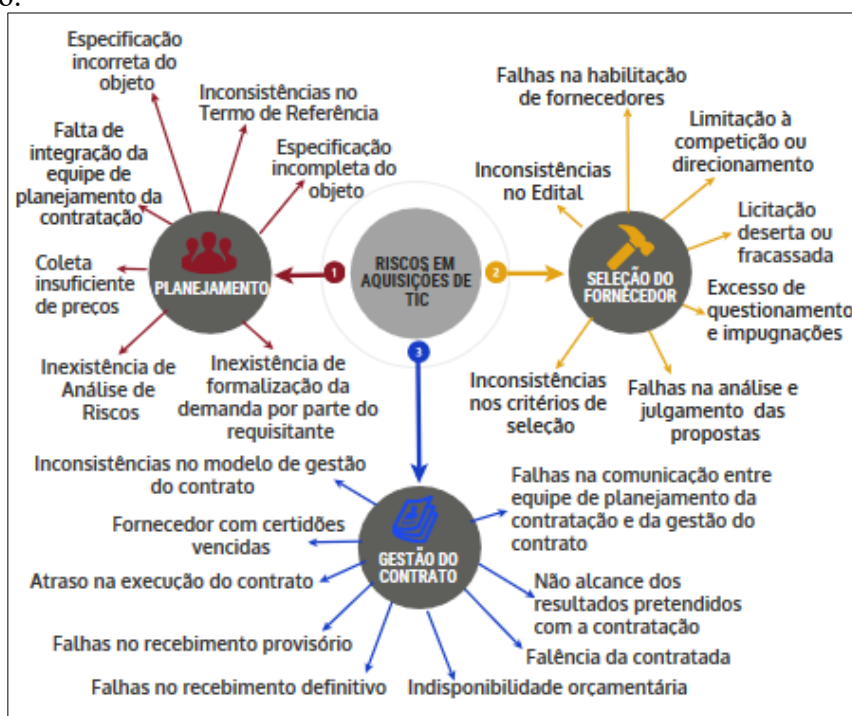 o.
Especificação
incorreta do
objeto
Inconsistências no
Termo de Referência
Falta de
integração da
equipe de
planejamento da
contratação
Especificação
incompleta do
objeto
Coleta
insuficiente
de preços
PLANEJAMENTO
Inexistência de
Análise de
Riscos
Inexistência de
formalização da
demanda por parte do
requisitante
1
RISCOS EM
AQUISIÇÕES DE
TIC
2
3
Falhas na habilitação
de fornecedores
Limitação à
competição ou
direcionamento
Inconsistências
no Edital
Licitação
deserta ou
fracassada
SELEÇÃO DO
FORNECEDOR
Excesso de
questionamento
e impugnações
Inconsistências
nos critérios de
seleção
Falhas na análise e
julgamento das
propostas
Inconsistências no modelo de gestão
do contrato
Falhas na comunicação entre
equipe de planejamento da
contratação e da gestão do
contrato
Fornecedor com certidões
vencidas
GESTÃO DO
CONTRATO
Atraso na execução do contrato
Não alcance dos
resultados pretendidos
com a contratação
Falhas no recebimento provisório
Falência da contratada
Falhas no recebimento definitivo
Indisponibilidade orçamentária